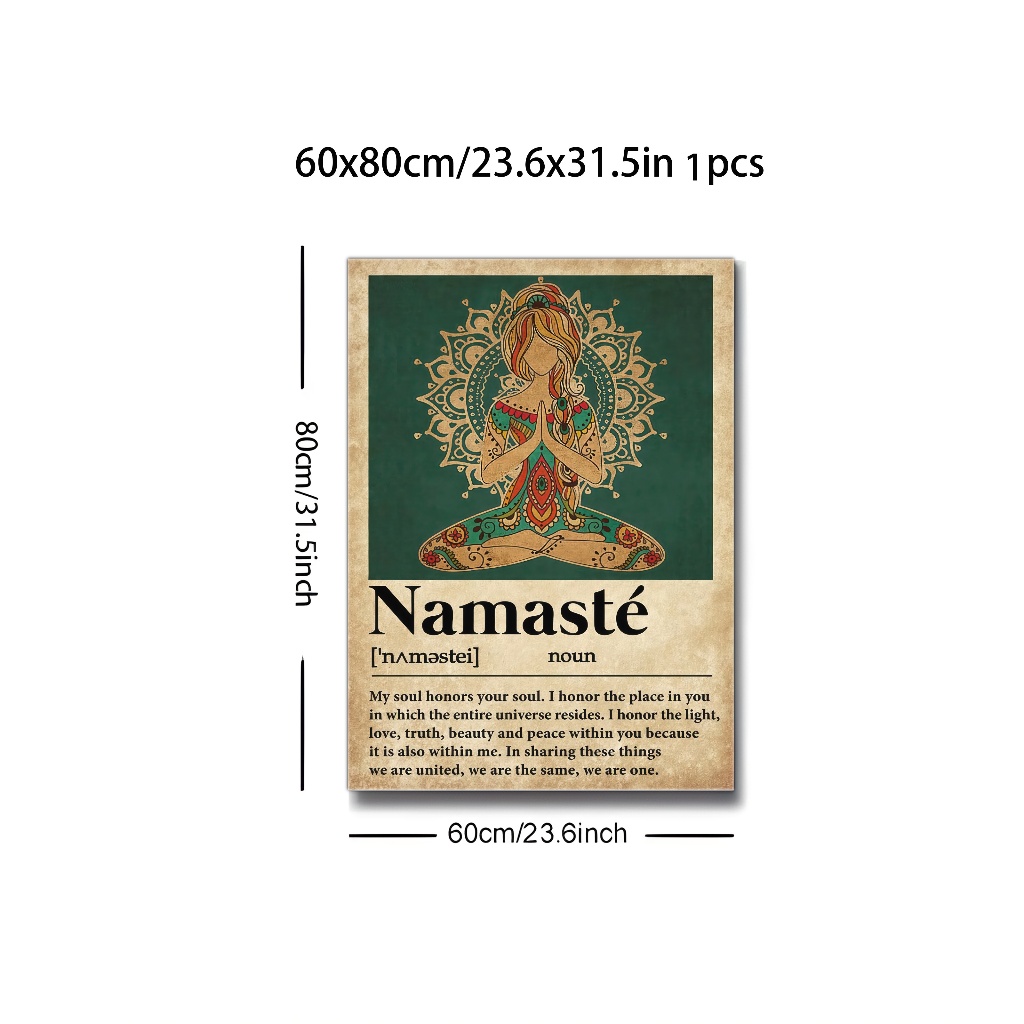 60x80cm/23.6x31.5in 1pcs
80cm/31.5inch
Namasté
['nʌməstei] noun
My soul honors your soul. I honor the place in you
in which the entire universe resides. I honor the light,
love, truth, beauty and peace within you because
it is also within me. In sharing these things
we are united, we are the same, we are one.
60cm/23.6inch